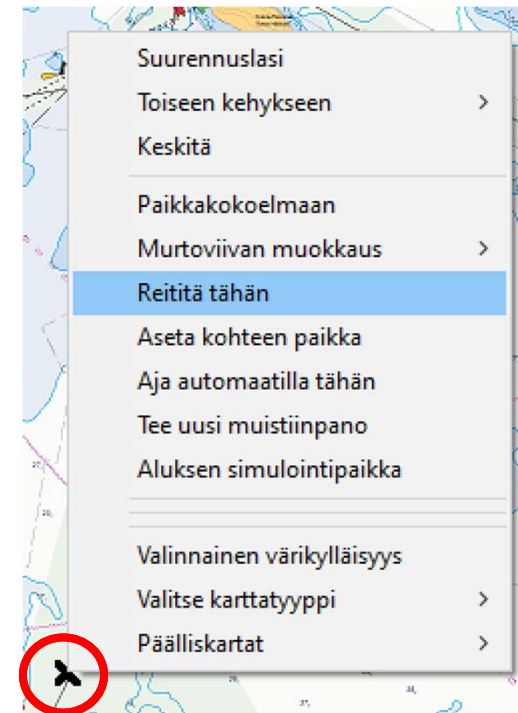 Suurennuslasi
Toiseen kehykseen
Keskitä
Paikkakokoelmaan
Murtoviivan muokkaus
Reititä tähän
Aseta kohteen paikka
Aja automaatilla tähän
Tee uusi muistiinpano
Aluksen simulointipaikka
Valinnainen värikylläisyys
Valitse karttatyyppi
Päälliskartat